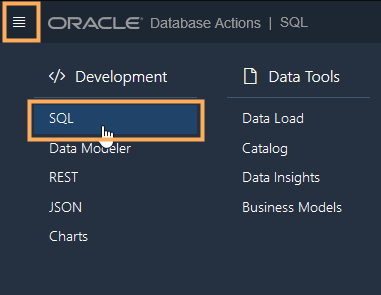 ORACLE Database Actions | SQL
Development
SQL
Data Modeler
REST
JSON
Charts
Data Tools
Data Load
Catalog
Data Insights
Business Models